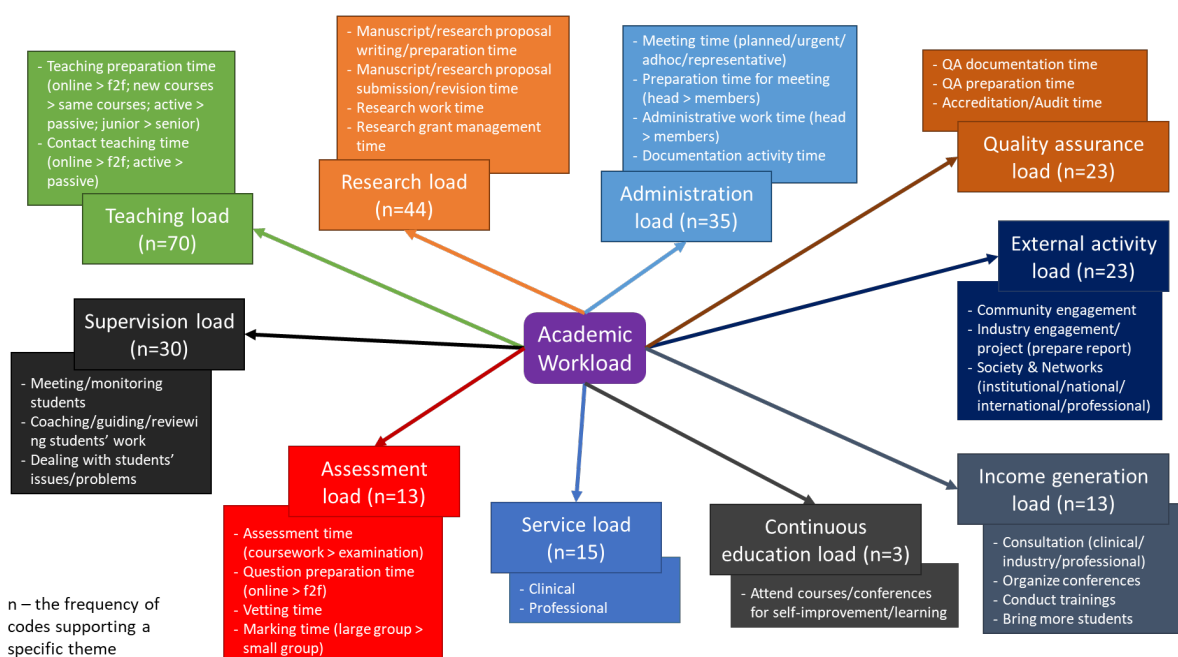 - Teaching preparation time
(online > f2f; new courses
> same courses; active >
passive; junior > senior)
- Contact teaching time
(online > f2f; active >
passive)
Teaching load
(n=70)
- Manuscript/research proposal
writing/preparation time
- Manuscript/research proposal
submission/revision time
- Research work time
- Research grant management
time
Research load
(n=44)
- Meeting time (planned/urgent/
adhoc/representative)
- Preparation time for meeting
(head > members)
- Administrative work time (head
> members)
- Documentation activity time
Administration
load (n=35)
- QA documentation time
- QA preparation time
- Accreditation/Audit time
Quality assurance
load (n=23)
External activity
load (n=23)
- Community engagement
- Industry engagement/
project (prepare report)
- Society & Networks
(institutional/national/
international/professional)
Academic
Workload
Supervision load
(n=30)
- Meeting/monitoring
students
- Coaching/guiding/reviewi
ng students’ work
- Dealing with students’
issues/problems
Assessment
load (n=13)
- Assessment time
(coursework > examination)
- Question preparation time
(online > f2f)
- Vetting time
- Marking time (large group >
small group)
Service load
(n=15)
- Clinical
- Professional
Continuous
education load (n=3)
- Attend courses/conferences
for self-improvement/learning
Income generation
load (n=13)
- Consultation (clinical/
industry/professional)
- Organize conferences
- Conduct trainings
- Bring more students
n – the frequency of
codes supporting a
specific theme